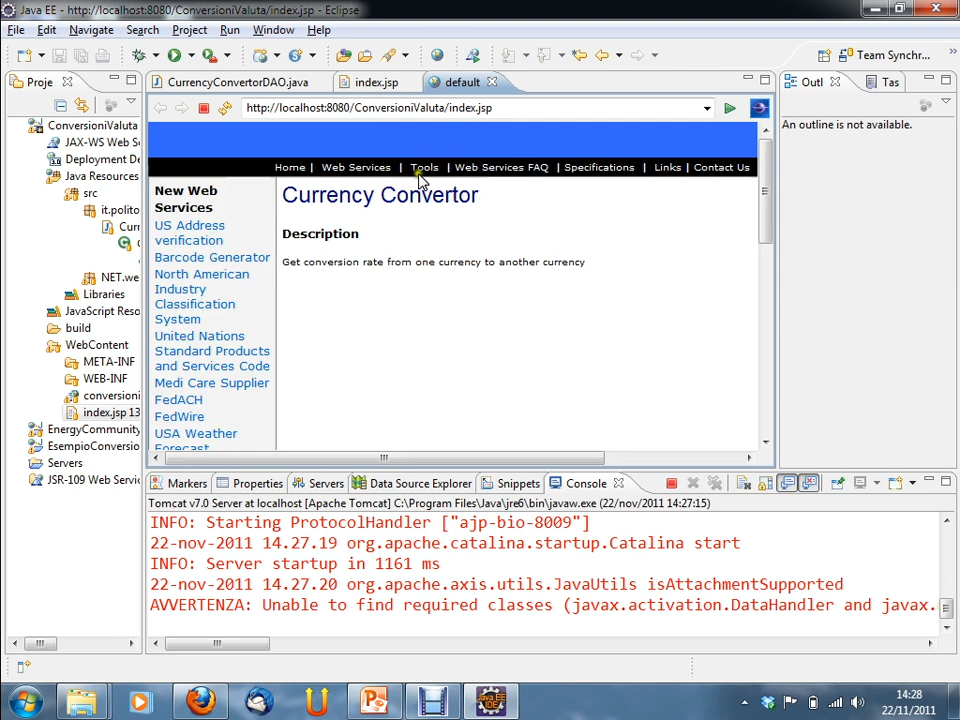 Java EE - http://localhost:8080/ConversioniValuta/index.jsp - Eclipse
File Edit Navigate Search Project Run Window Help
Team Synchr...
Proje
CurrencyConvertorDAO.java
index.jsp
default
Outl
Tas
http://localhost:8080/ConversioniValuta/index.jsp
An outline is not available.
ConversioniValuta
JAX-WS Web S
Deployment De
Java Resources
src
it.polito
Curr
NET.we
Libraries
JavaScript Reso
build
WebContent
META-INF
WEB-INF
conversioni
index.jsp 13
EnergyCommunity
EsempioConversio
Servers
JSR-109 Web Servic
Home | Web Services | Tools | Web Services FAQ | Specifications | Links | Contact Us
New Web
Services
US Address
verification
Barcode Generator
North American
Industry
Classification
System
United Nations
Standard Products
and Services Code
Medi Care Supplier
FedACH
FedWire
USA Weather
Forecast
Currency Convertor
Description
Get conversion rate from one currency to another currency
Markers
Properties
Servers
Data Source Explorer
Snippets
Console
Tomcat v7.0 Server at localhost [Apache Tomcat] C:\Program Files\Java\jre6\bin\javaw.exe (22/nov/2011 14:27:15)
INFO: Starting ProtocolHandler ["ajp-bio-8009"]
22-nov-2011 14.27.19 org.apache.catalina.startup.Catalina start
INFO: Server startup in 1161 ms
22-nov-2011 14.27.20 org.apache.axis.utils.JavaUtils isAttachmentSupported
AVVERTENZA: Unable to find required classes (javax.activation.DataHandler and javax.
Java EE
IDE
14:28
22/11/2011